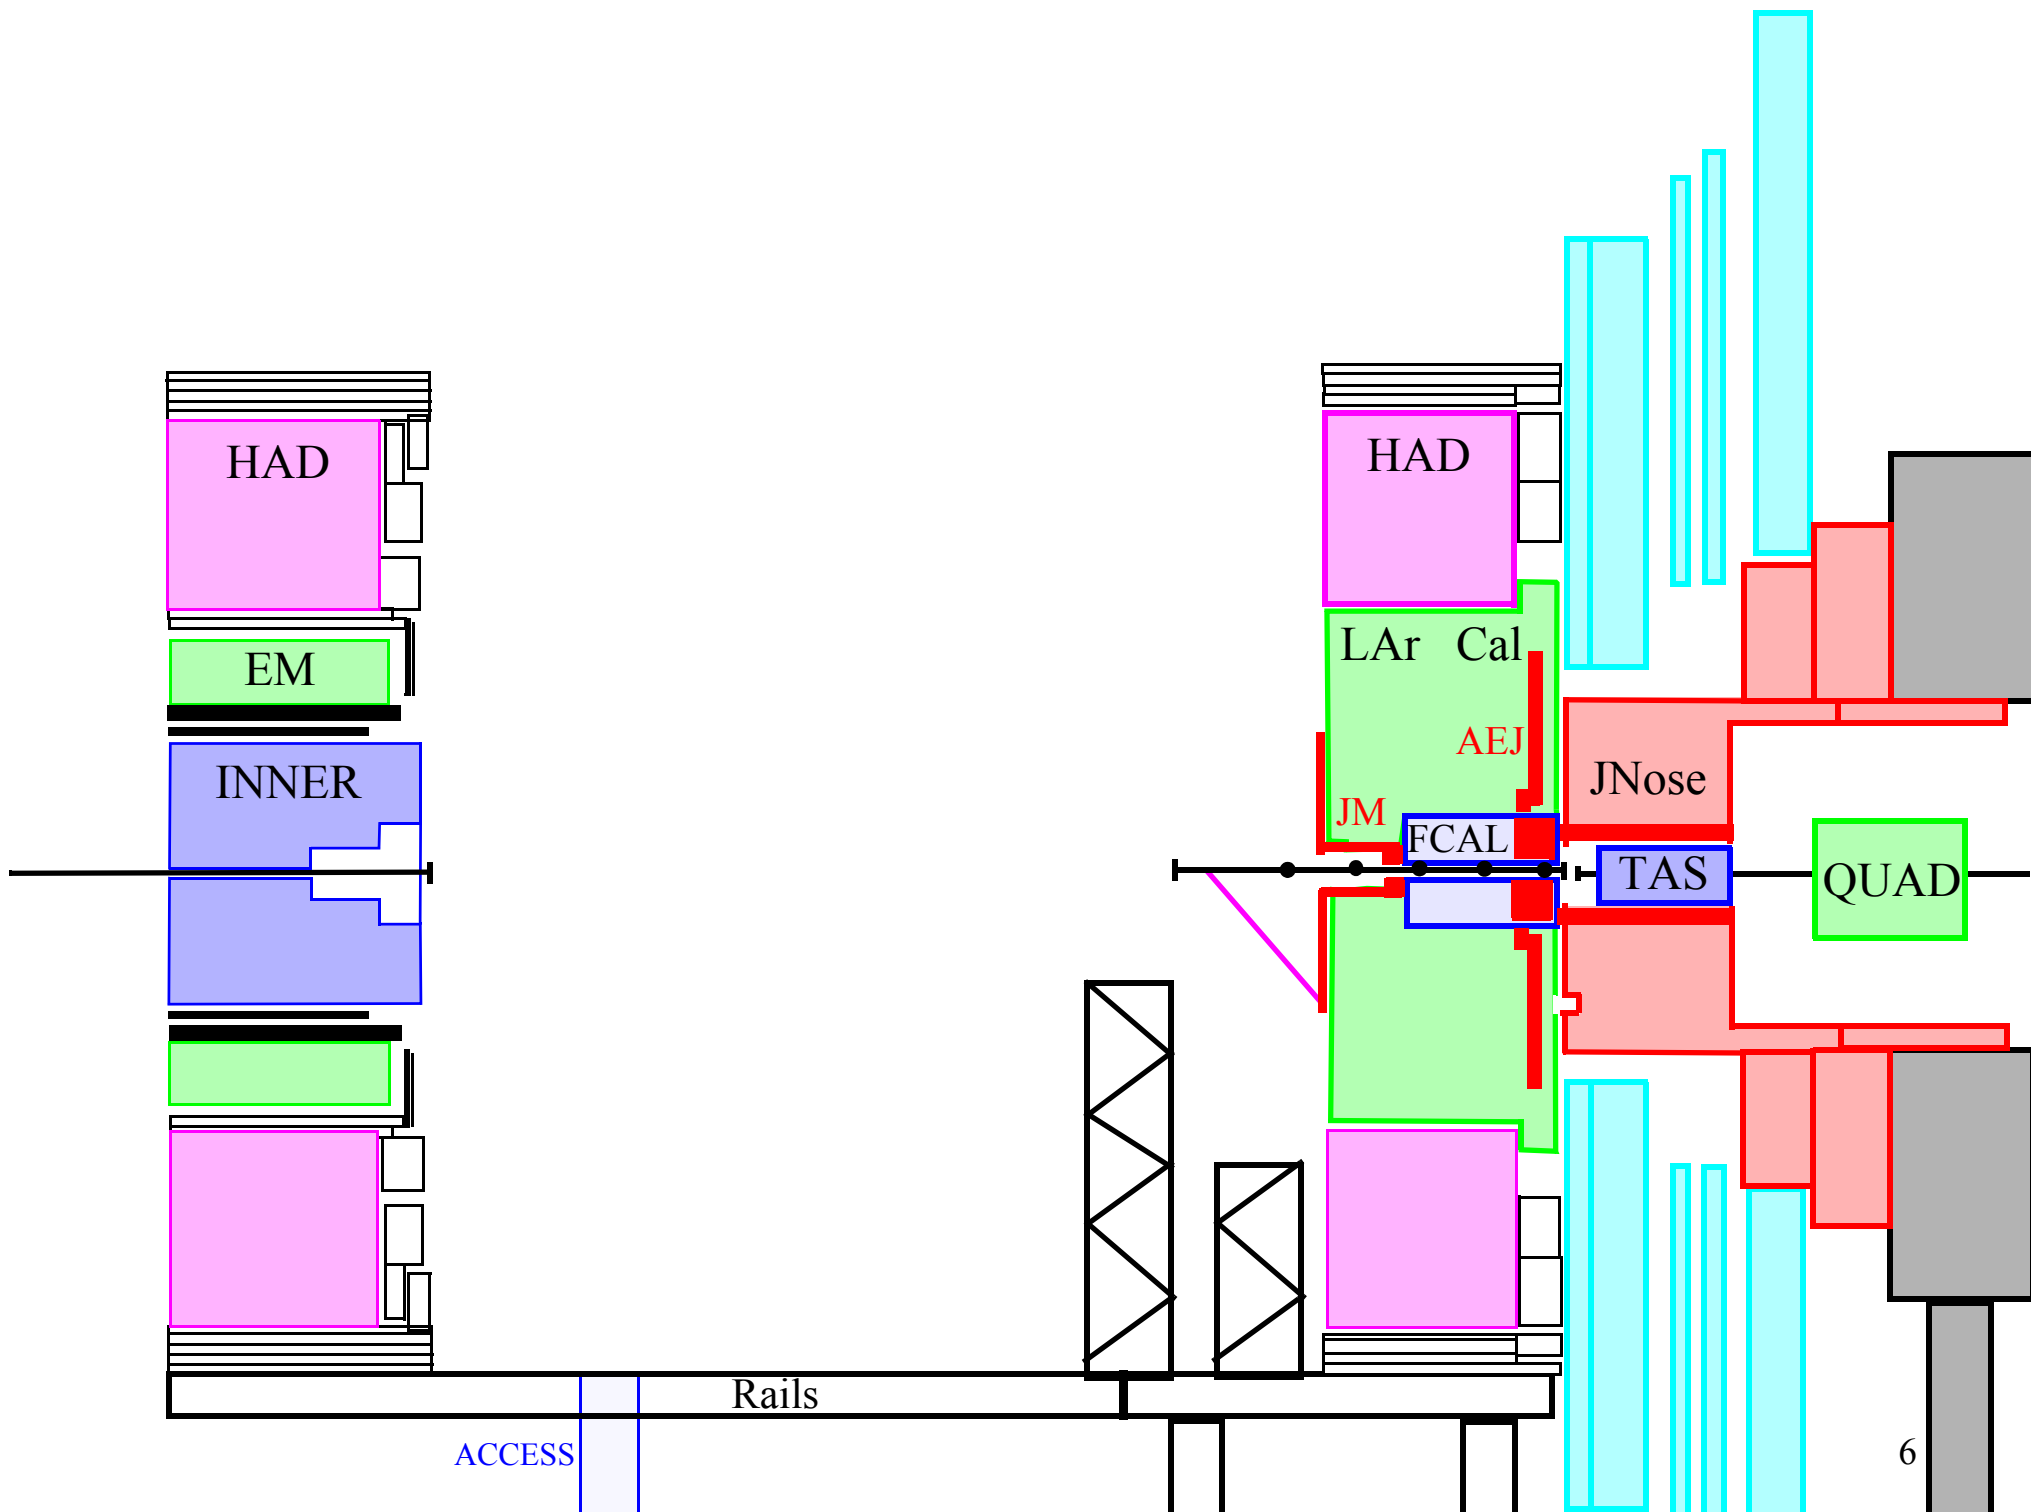 HAD
HAD
LAr Cal
EM
AEJ
INNER
JNose
JM
FCAL
TAS
QUAD
Rails
ACCESS
6